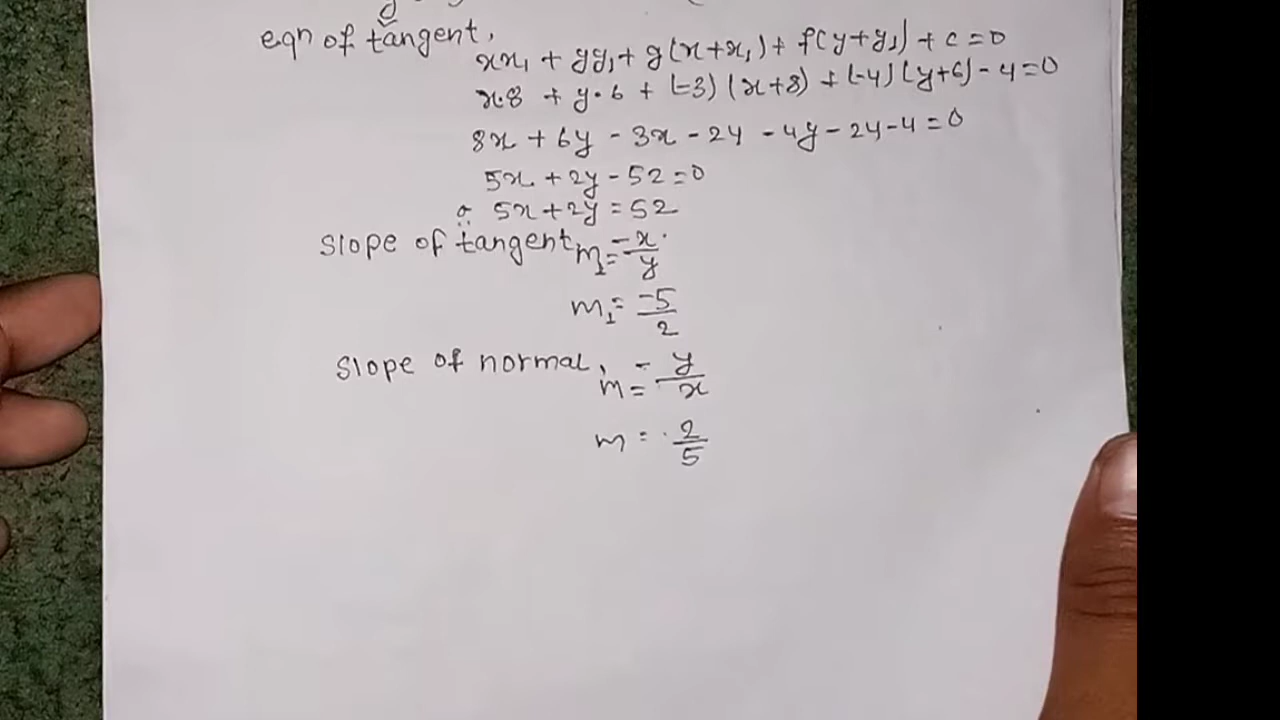 eqn of tangent,
xx₁ + yy₁ + g(x+x₁) + f(y+y₁) + c = 0
x.8 + y.6 + (-3)(x+8) + (-4)(y+6) - 4 = 0
8x + 6y - 3x - 24 - 4y - 24 - 4 = 0
5x + 2y - 52 = 0
∴ 5x + 2y = 52
Slope of tangent, m₁ = -x/y
m₁ = -5/2
Slope of normal, m = -y/x
m = 2/5